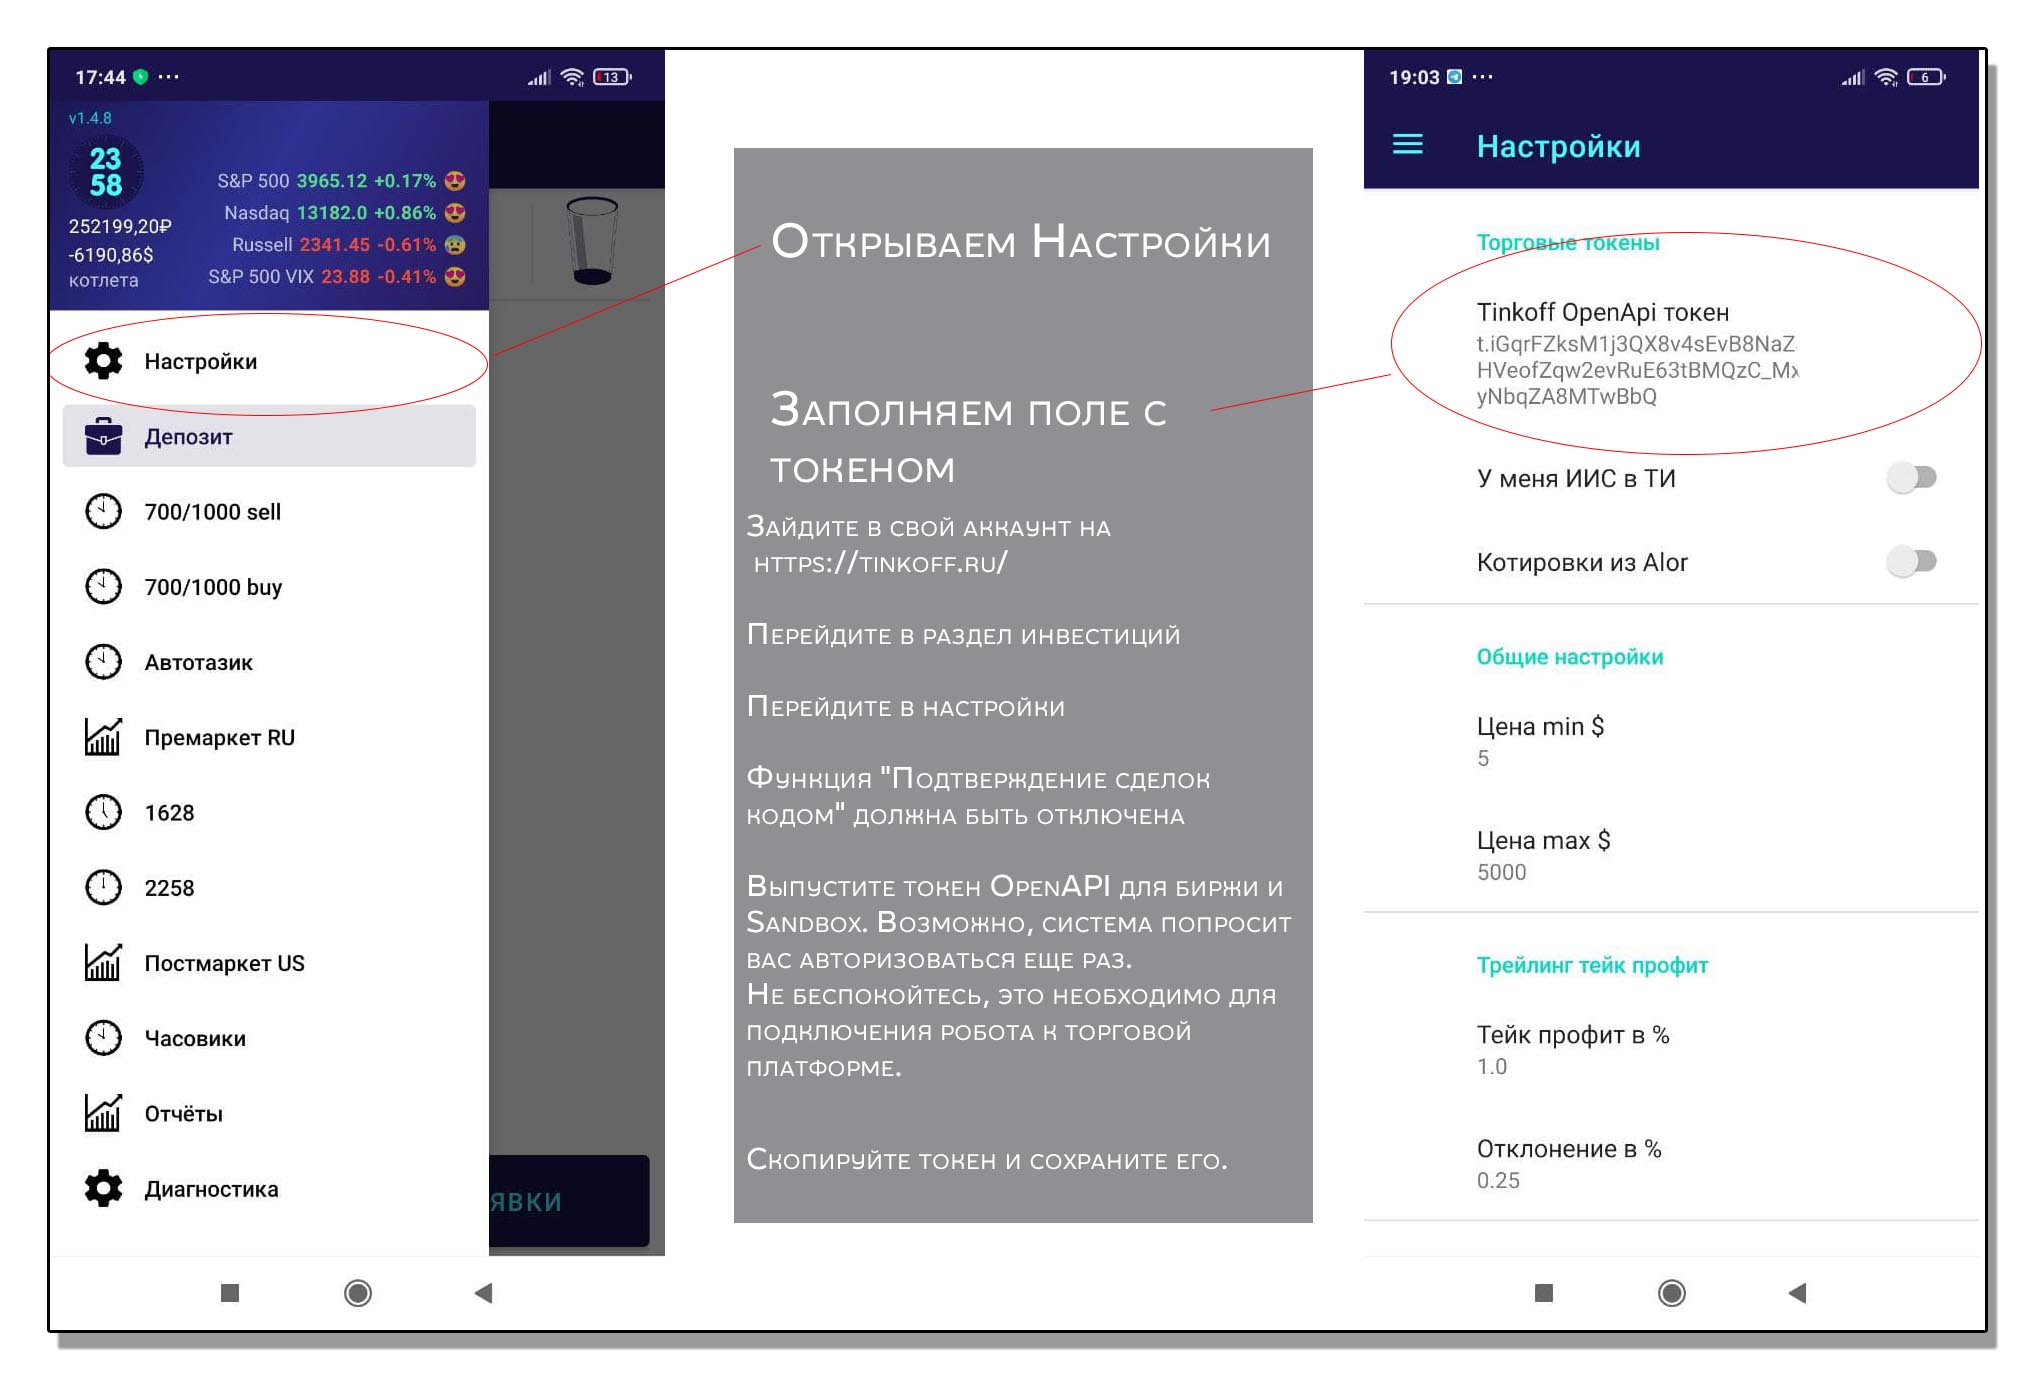 17:44
13
v1.4.8
23
58
S&P 500 3965.12 +0.17%
Nasdaq 13182.0 +0.86%
252199,20₽
Russell 2341.45 -0.61%
-6190,86$
котлета
S&P 500 VIX 23.88 -0.41%
Настройки
Депозит
700/1000 sell
700/1000 buy
Автотазик
Премаркет RU
1628
2258
Постмаркет US
Часовики
Отчёты
Диагностика
ЯВКИ
Открываем Настройки
Заполняем поле с
токеном
Зайдите в свой аккаунт на
https://tinkoff.ru/
Перейдите в раздел инвестиций
Перейдите в настройки
Функция "Подтверждение сделок
кодом" должна быть отключена
Выпустите токен OpenAPI для биржи и
Sandbox. Возможно, система попросит
вас авторизоваться еще раз.
Не беспокойтесь, это необходимо для
подключения робота к торговой
платформе.
Скопируйте токен и сохраните его.
19:03
6
Настройки
Торговые токены
Tinkoff OpenApi токен
t.iGqrFZksM1j3QX8v4sEvB8NaZ
HVeofZqw2evRuE63tBMQzC_Mx
yNbqZA8MTwBbQ
У меня ИИС в ТИ
Котировки из Alor
Общие настройки
Цена min $
5
Цена max $
5000
Трейлинг тейк профит
Тейк профит в %
1.0
Отклонение в %
0.25